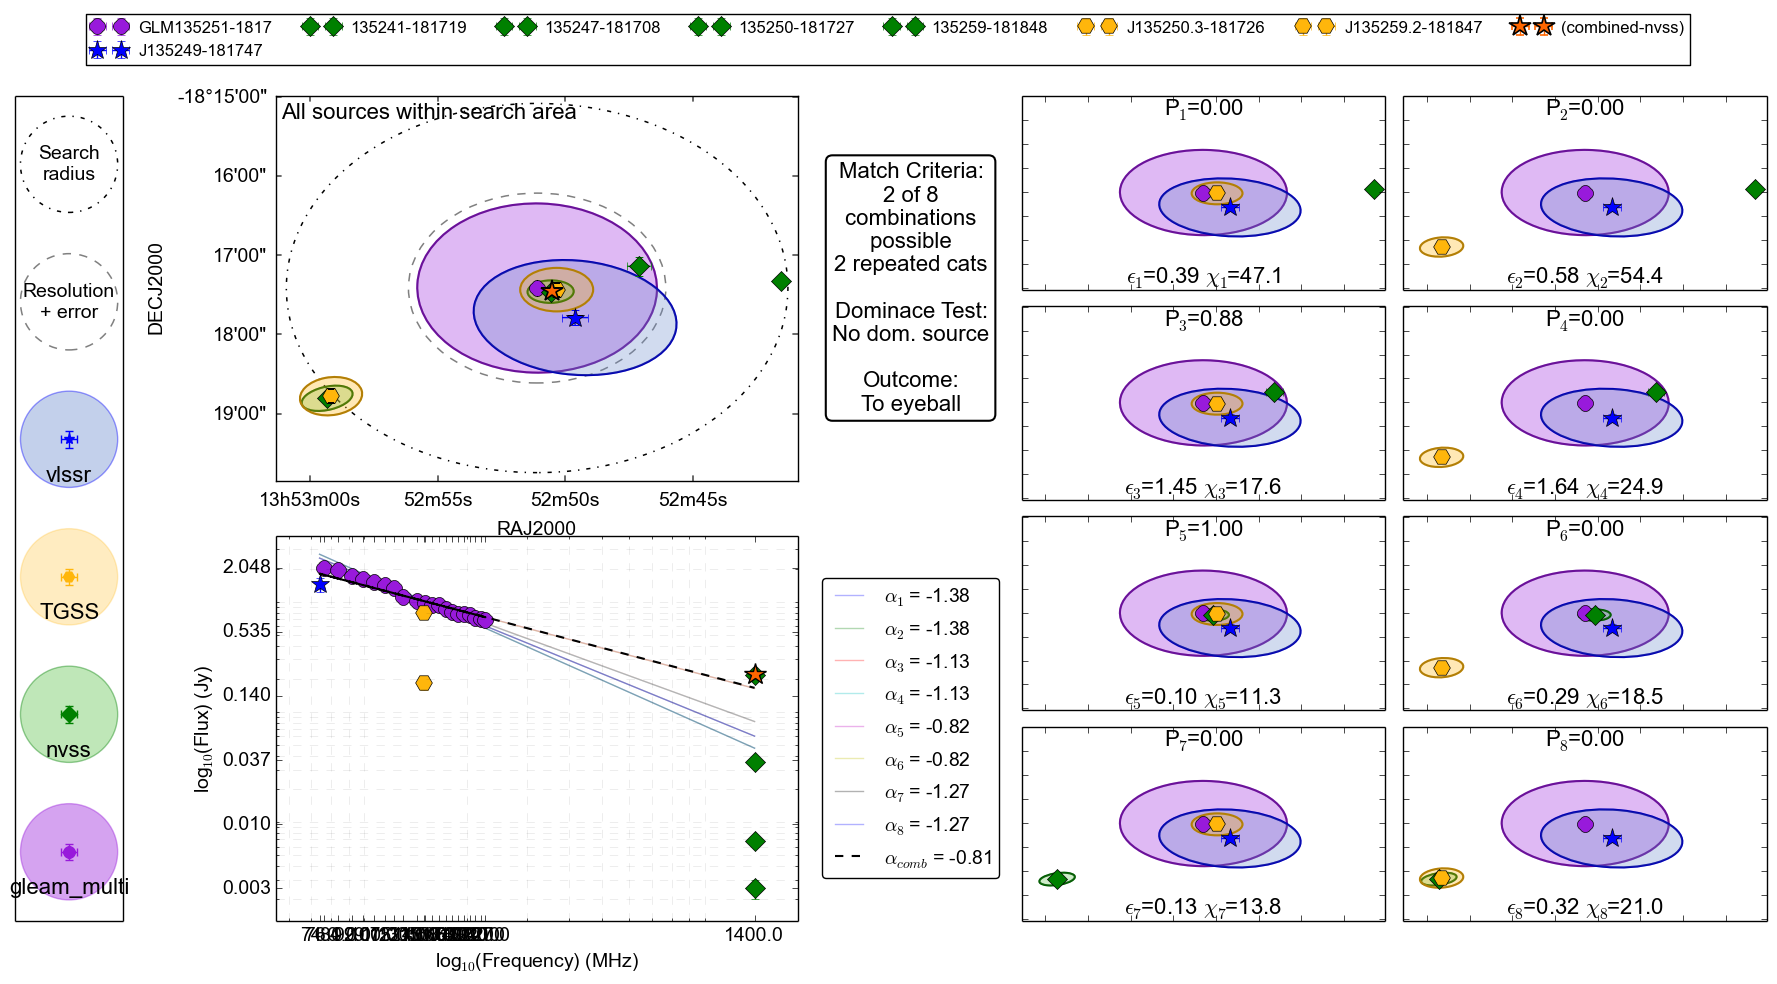 GLM135251-1817 135241-181719 135247-181708 135250-181727 135259-181848 J135250.3-181726 J135259.2-181847 (combined-nvss)
J135249-181747
Search
radius
Resolution
+ error
vlssr
TGSS
nvss
gleam_multi
All sources within search area
DECJ2000
-18°15'00"
16'00"
17'00"
18'00"
19'00"
13h53m00s 52m55s 52m50s 52m45s
RAJ2000
Match Criteria:
2 of 8
combinations
possible
2 repeated cats
Dominace Test:
No dom. source
Outcome:
To eyeball
log₁₀(Flux) (Jy)
2.048
0.535
0.140
0.037
0.010
0.003
1400.0
log₁₀(Frequency) (MHz)
α₁ = -1.38
α₂ = -1.38
α₃ = -1.13
α₄ = -1.13
α₅ = -0.82
α₆ = -0.82
α₇ = -1.27
α₈ = -1.27
α_comb = -0.81
P₁=0.00
ε₁=0.39 χ₁=47.1
P₂=0.00
ε₂=0.58 χ₂=54.4
P₃=0.88
ε₃=1.45 χ₃=17.6
P₄=0.00
ε₄=1.64 χ₄=24.9
P₅=1.00
ε₅=0.10 χ₅=11.3
P₆=0.00
ε₆=0.29 χ₆=18.5
P₇=0.00
ε₇=0.13 χ₇=13.8
P₈=0.00
ε₈=0.32 χ₈=21.0